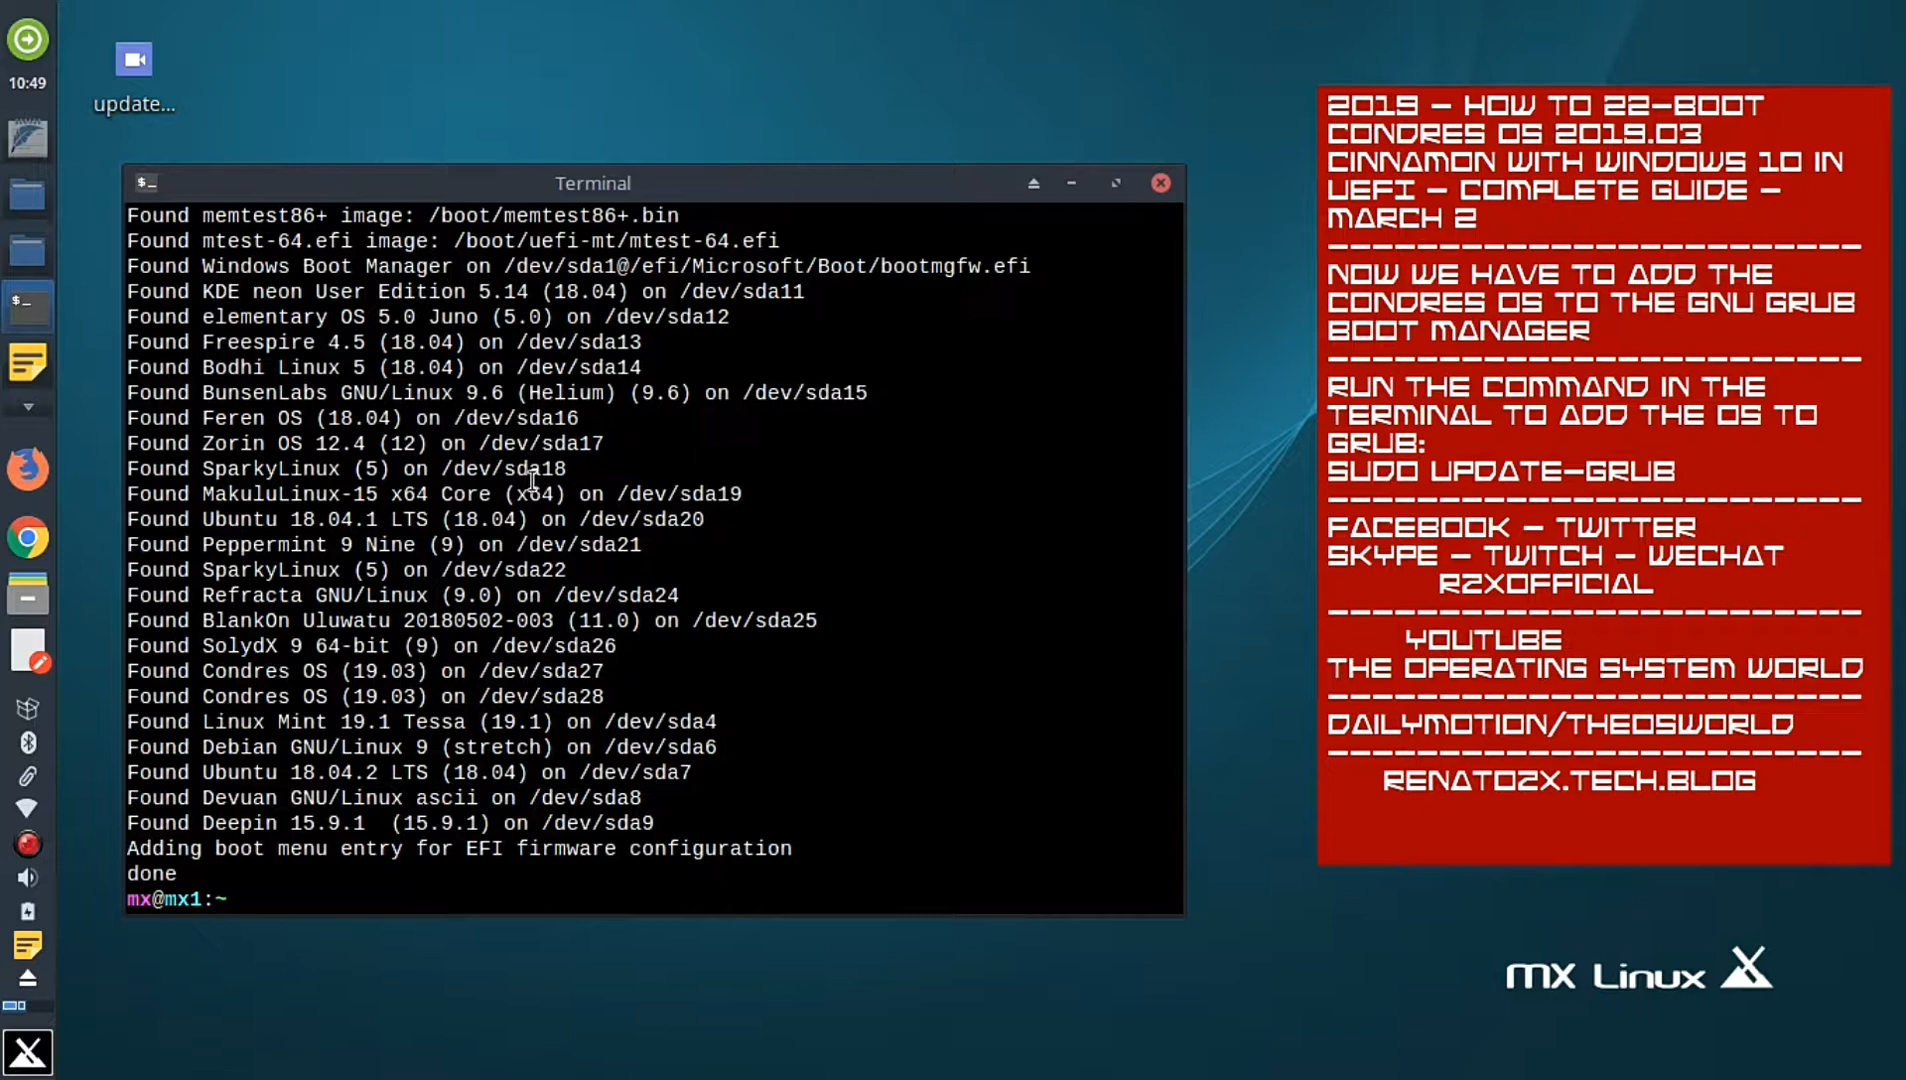 10:49
update...
$_
Terminal
Found memtest86+ image: /boot/memtest86+.bin
Found mtest-64.efi image: /boot/uefi-mt/mtest-64.efi
Found Windows Boot Manager on /dev/sda1@/efi/Microsoft/Boot/bootmgfw.efi
Found KDE neon User Edition 5.14 (18.04) on /dev/sda11
Found elementary OS 5.0 Juno (5.0) on /dev/sda12
Found Freespire 4.5 (18.04) on /dev/sda13
Found Bodhi Linux 5 (18.04) on /dev/sda14
Found BunsenLabs GNU/Linux 9.6 (Helium) (9.6) on /dev/sda15
Found Feren OS (18.04) on /dev/sda16
Found Zorin OS 12.4 (12) on /dev/sda17
Found SparkyLinux (5) on /dev/sda18
Found MakuluLinux-15 x64 Core (x64) on /dev/sda19
Found Ubuntu 18.04.1 LTS (18.04) on /dev/sda20
Found Peppermint 9 Nine (9) on /dev/sda21
Found SparkyLinux (5) on /dev/sda22
Found Refracta GNU/Linux (9.0) on /dev/sda24
Found BlankOn Uluwatu 20180502-003 (11.0) on /dev/sda25
Found SolydX 9 64-bit (9) on /dev/sda26
Found Condres OS (19.03) on /dev/sda27
Found Condres OS (19.03) on /dev/sda28
Found Linux Mint 19.1 Tessa (19.1) on /dev/sda4
Found Debian GNU/Linux 9 (stretch) on /dev/sda6
Found Ubuntu 18.04.2 LTS (18.04) on /dev/sda7
Found Devuan GNU/Linux ascii on /dev/sda8
Found Deepin 15.9.1  (15.9.1) on /dev/sda9
Adding boot menu entry for EFI firmware configuration
done
mx@mx1:~
2019 - HOW TO 22-BOOT
CONDRES OS 2019.03
CINNAMON WITH WINDOWS 10 IN
UEFI - COMPLETE GUIDE -
MARCH 2
--------------------
NOW WE HAVE TO ADD THE
CONDRES OS TO THE GNU GRUB
BOOT MANAGER
--------------------
RUN THE COMMAND IN THE
TERMINAL TO ADD THE OS TO
GRUB:
SUDO UPDATE-GRUB
--------------------
FACEBOOK - TWITTER
SKYPE - TWITCH - WECHAT
RZXOFFICIAL
--------------------
YOUTUBE
THE OPERATING SYSTEM WORLD
--------------------
DAILYMOTION/THEOSWORLD
--------------------
RENATOZX.TECH.BLOG
MX Linux